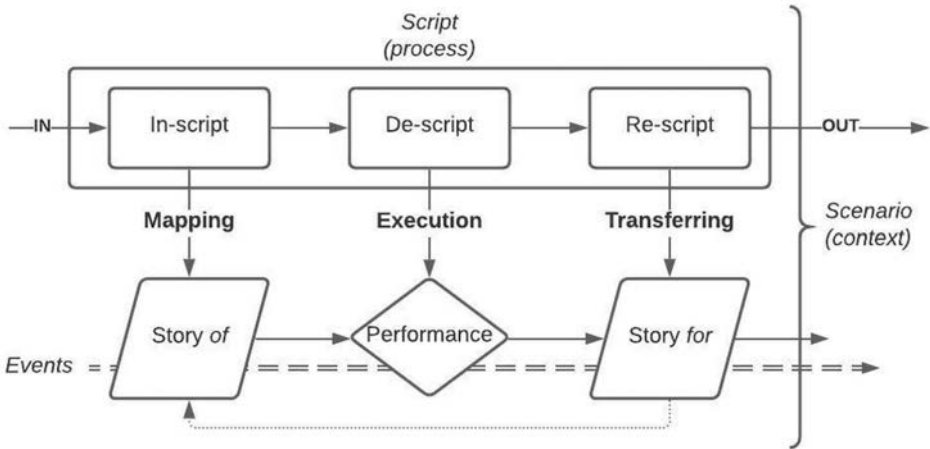 Script
(process)
IN
In-script
De-script
Re-script
OUT
Mapping
Execution
Transferring
Scenario
(context)
Story of
Performance
Story for
Events